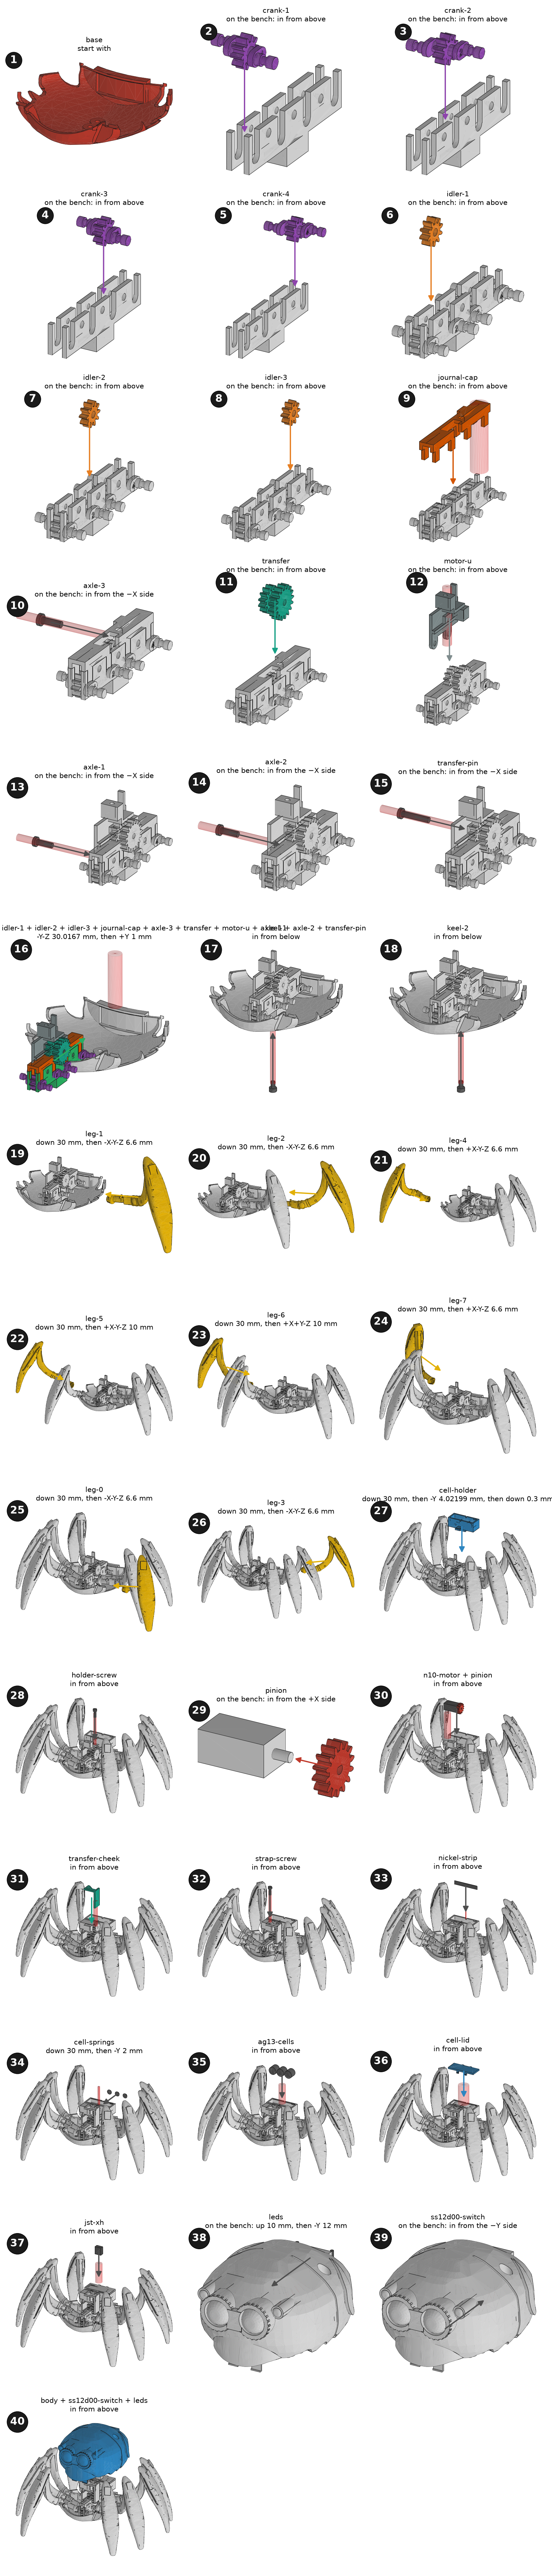 1
base
start with
2
crank-1
on the bench: in from above
3
crank-2
on the bench: in from above
4
crank-3
on the bench: in from above
5
crank-4
on the bench: in from above
6
idler-1
on the bench: in from above
7
idler-2
on the bench: in from above
8
idler-3
on the bench: in from above
9
journal-cap
on the bench: in from above
10
axle-3
on the bench: in from the −X side
11
transfer
on the bench: in from above
12
motor-u
on the bench: in from above
13
axle-1
on the bench: in from the −X side
14
axle-2
on the bench: in from the −X side
15
transfer-pin
on the bench: in from the −X side
16
idler-1 + idler-2 + idler-3 + journal-cap + axle-3 + transfer + motor-u + axle-1 + axle-2 + transfer-pin
-Y-Z 30.0167 mm, then +Y 1 mm
17
in from below
18
keel-2
in from below
19
leg-1
down 30 mm, then -X-Y-Z 6.6 mm
20
leg-2
down 30 mm, then -X-Y-Z 6.6 mm
21
leg-4
down 30 mm, then +X-Y-Z 6.6 mm
22
leg-5
down 30 mm, then +X-Y-Z 10 mm
23
leg-6
down 30 mm, then +X+Y-Z 10 mm
24
leg-7
down 30 mm, then +X-Y-Z 6.6 mm
25
leg-0
down 30 mm, then -X-Y-Z 6.6 mm
26
leg-3
down 30 mm, then -X-Y-Z 6.6 mm
27
cell-holder
down 30 mm, then -Y 4.02199 mm, then down 0.3 mm
28
holder-screw
in from above
29
pinion
on the bench: in from the +X side
30
n10-motor + pinion
in from above
31
transfer-cheek
in from above
32
strap-screw
in from above
33
nickel-strip
in from above
34
cell-springs
down 30 mm, then -Y 2 mm
35
ag13-cells
in from above
36
cell-lid
in from above
37
jst-xh
in from above
38
leds
on the bench: up 10 mm, then -Y 12 mm
39
ss12d00-switch
on the bench: in from the −Y side
40
body + ss12d00-switch + leds
in from above